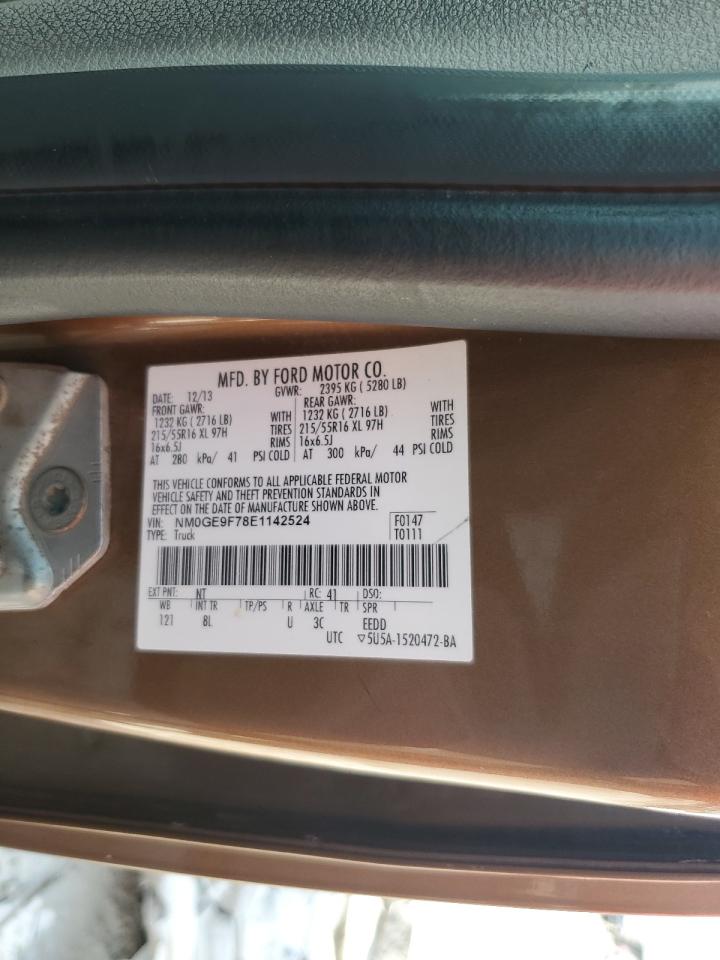 MFD. BY FORD MOTOR CO.
DATE: 12/13 GVWR: 2395 KG ( 5280 LB)
FRONT GAWR: REAR GAWR:
1232 KG ( 2716 LB) WITH 1232 KG ( 2716 LB) WITH
215/55R16 XL 97H TIRES 215/55R16 XL 97H TIRES
16x6.5J RIMS 16x6.5J RIMS
AT 280 kPa/ 41 PSI COLD AT 300 kPa/ 44 PSI COLD
THIS VEHICLE CONFORMS TO ALL APPLICABLE FEDERAL MOTOR
VEHICLE SAFETY AND THEFT PREVENTION STANDARDS IN
EFFECT ON THE DATE OF MANUFACTURE SHOWN ABOVE.
VIN: NM0GE9F78E1142524 F0147
TYPE: Truck T0111
EXT PNT: NT RC: 41 DSO:
WB INT TR TP/PS R AXLE TR SPR
121 8L U 3C EEDD
UTC ▽5U5A-1520472-BA